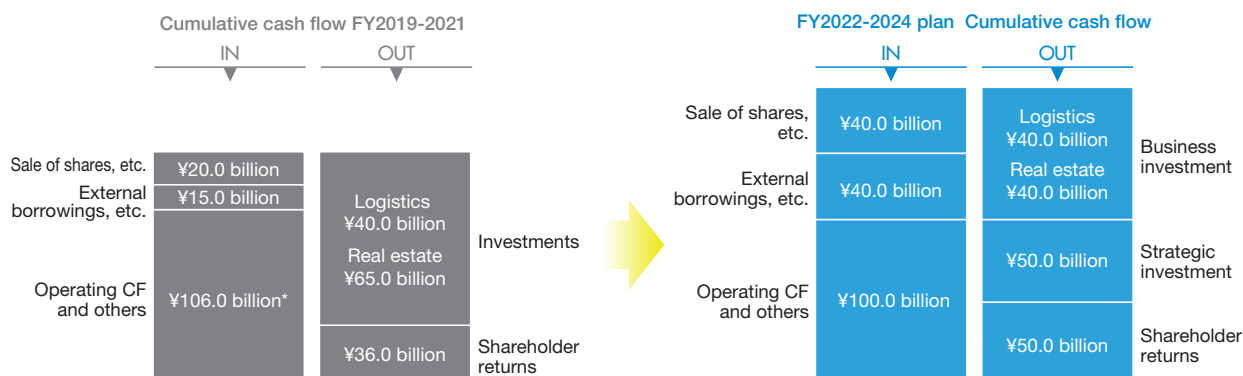 Cumulative cash flow FY2019-2021
IN
OUT
Sale of shares, etc.
¥20.0 billion
External
borrowings, etc.
¥15.0 billion
Operating CF
and others
¥106.0 billion*
Logistics
¥40.0 billion
Real estate
¥65.0 billion
Investments
¥36.0 billion
Shareholder
returns
FY2022-2024 plan Cumulative cash flow
IN
OUT
Sale of shares,
etc.
¥40.0 billion
External
borrowings, etc.
¥40.0 billion
Operating CF
and others
¥100.0 billion
Logistics
¥40.0 billion
Real estate
¥40.0 billion
Business
investment
¥50.0 billion
Strategic
investment
¥50.0 billion
Shareholder
returns